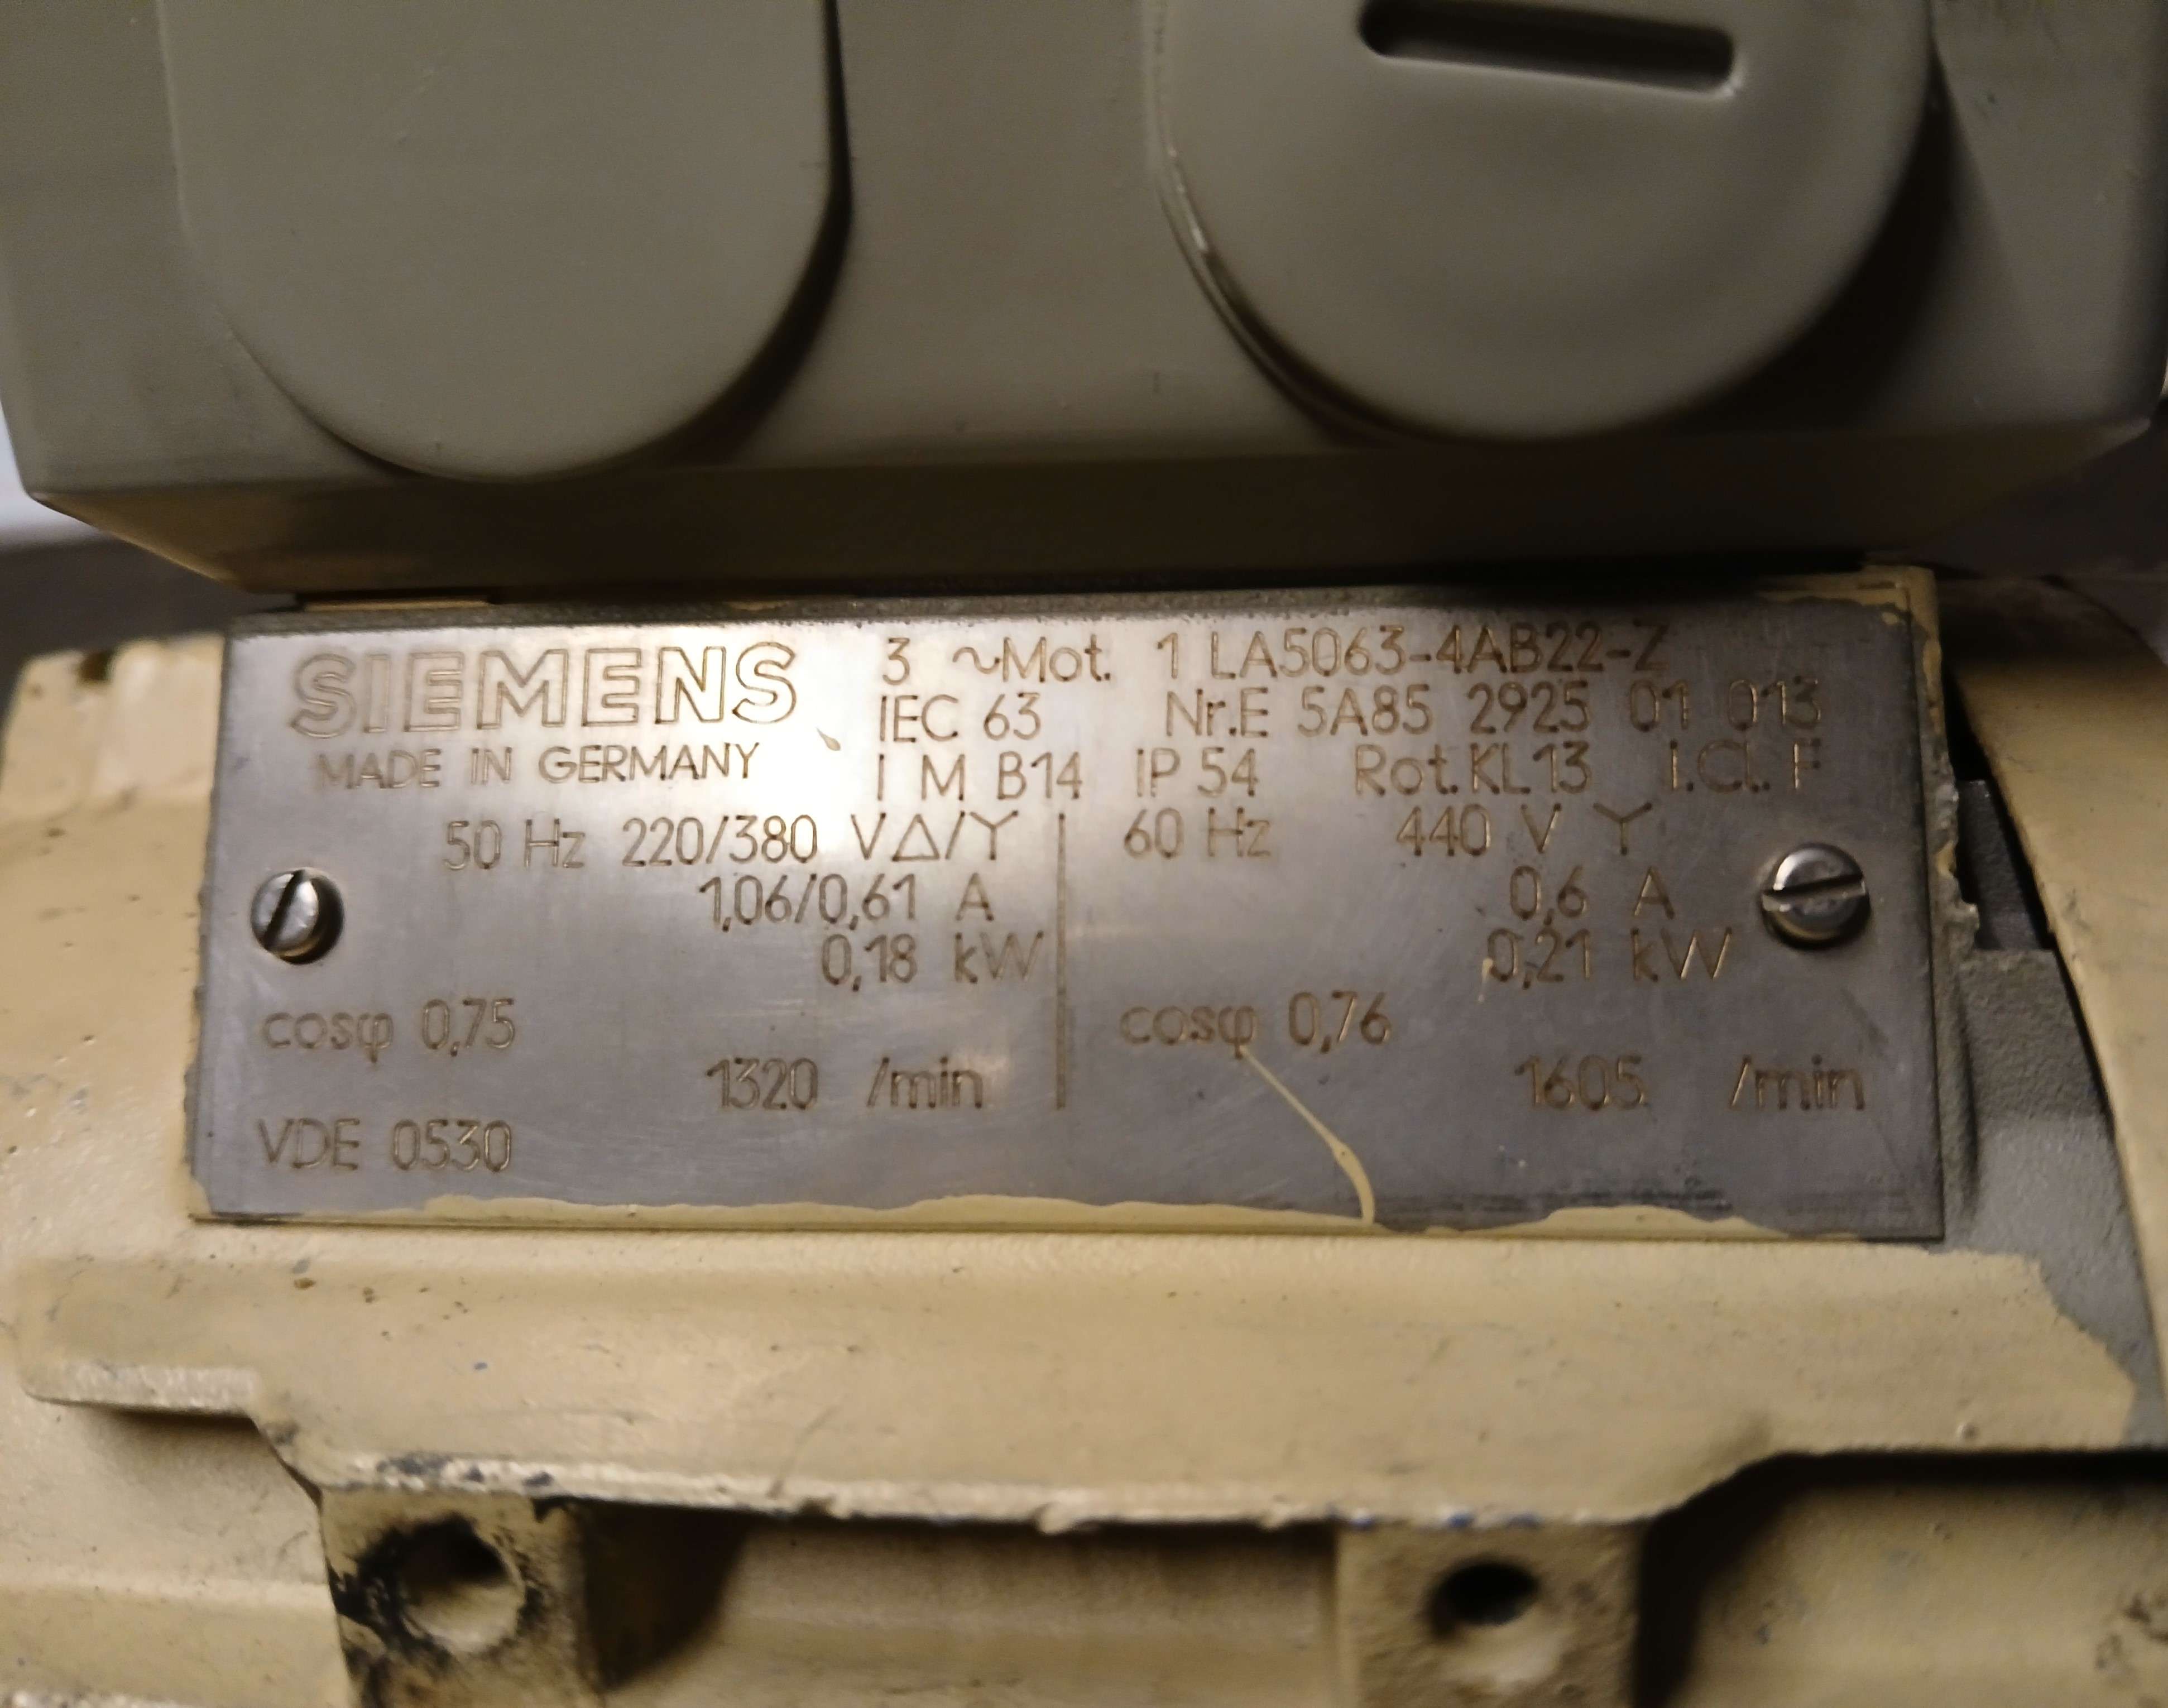 SIEMENS
MADE IN GERMANY
3 ~Mot. 1 LA5063-4AB22-Z
IEC 63 Nr.E 5A85 2925 01 013
I M B14 IP 54 Rot.KL13 I.Cl.F
50 Hz 220/380 V△/Y
1,06/0,61 A
0,18 kW
cosφ 0,75
1320 /min
60 Hz 440 V Y
0,6 A
0,21 kW
cosφ 0,76
1605 /min
VDE 0530